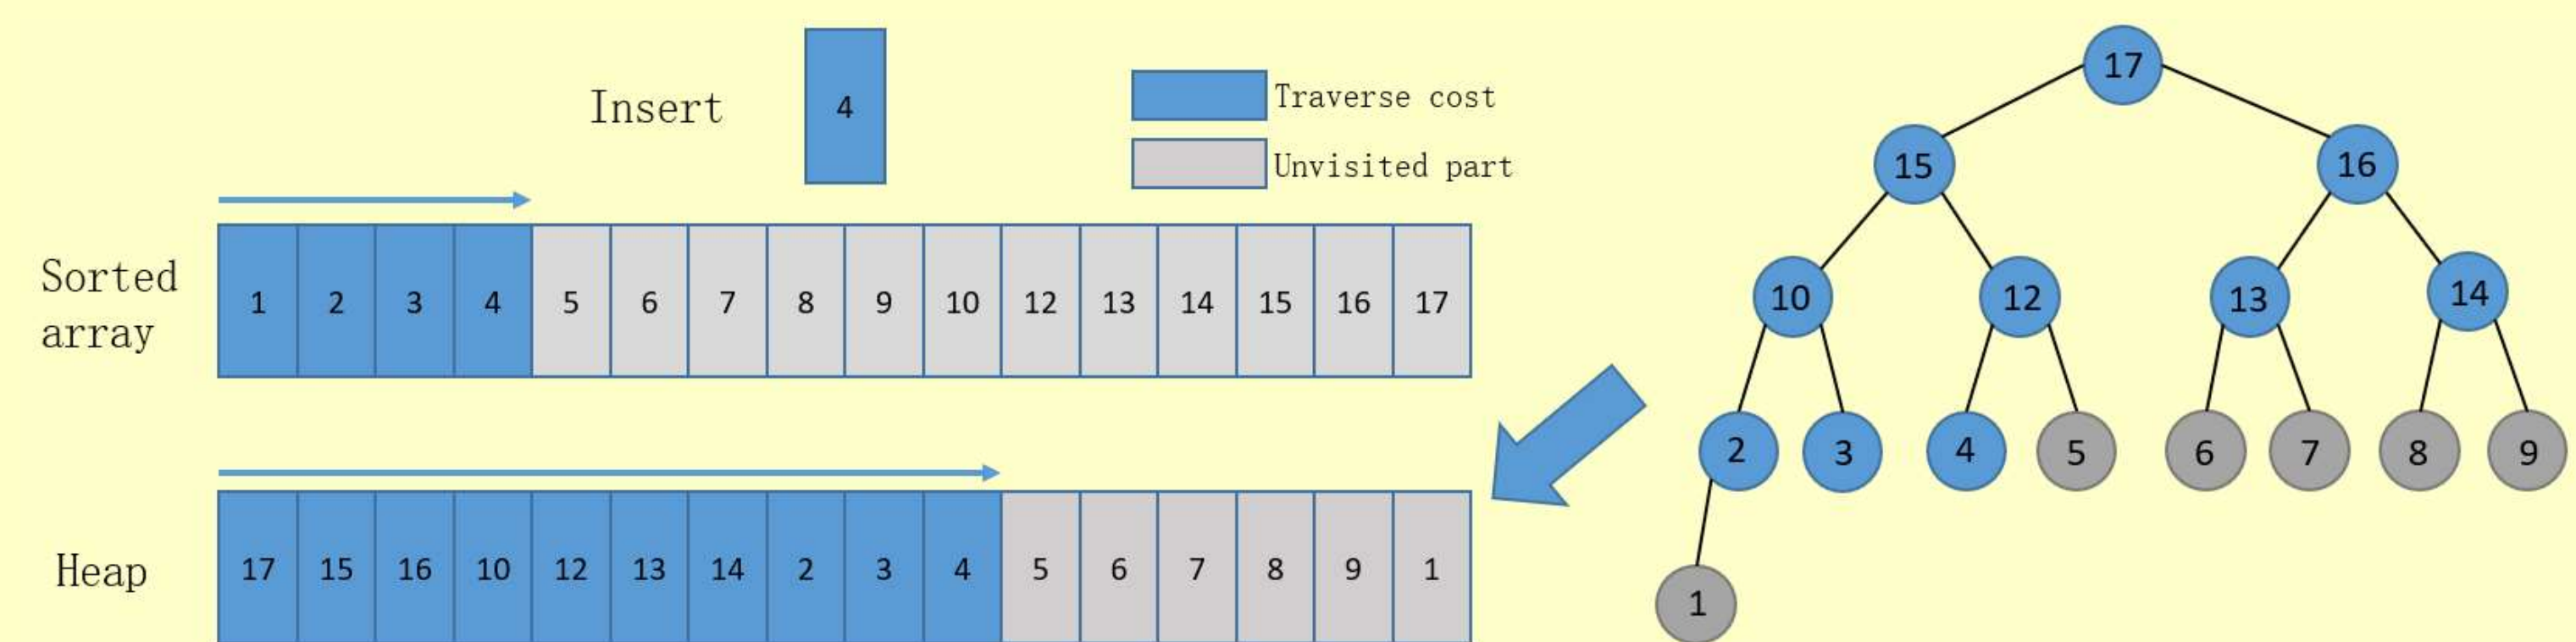 Insert 4
Traverse cost
Unvisited part
Sorted
array
1 2 3 4 5 6 7 8 9 10 12 13 14 15 16 17
Heap
17 15 16 10 12 13 14 2 3 4 5 6 7 8 9 1
17
15 16
10 12 13 14
2 3 4 5 6 7 8 9
1